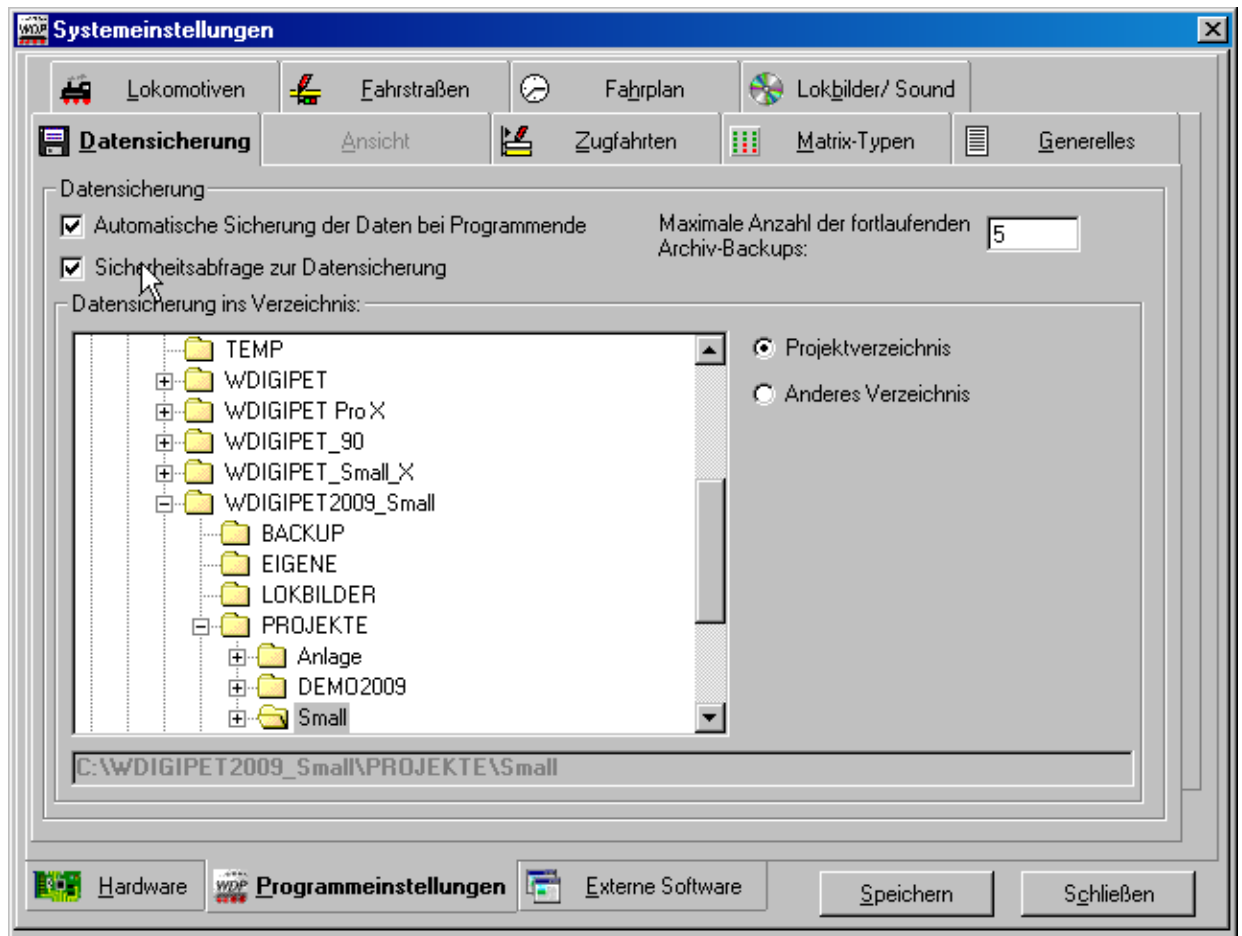 WDP Systemeinstellungen
Lokomotiven Fahrstraßen Fahrplan Lokbilder/ Sound
Datensicherung Ansicht Zugfahrten Matrix-Typen Generelles
Datensicherung
Automatische Sicherung der Daten bei Programmende
Maximale Anzahl der fortlaufenden
Archiv-Backups:
5
Sicherheitsabfrage zur Datensicherung
Datensicherung ins Verzeichnis:
TEMP
WDIGIPET
WDIGIPET Pro X
WDIGIPET_90
WDIGIPET_Small_X
WDIGIPET2009_Small
BACKUP
EIGENE
LOKBILDER
PROJEKTE
Anlage
DEMO2009
Small
Projektverzeichnis
Anderes Verzeichnis
C:\WDIGIPET2009_Small\PROJEKTE\Small
Hardware WDP Programmeinstellungen Externe Software Speichern Schließen